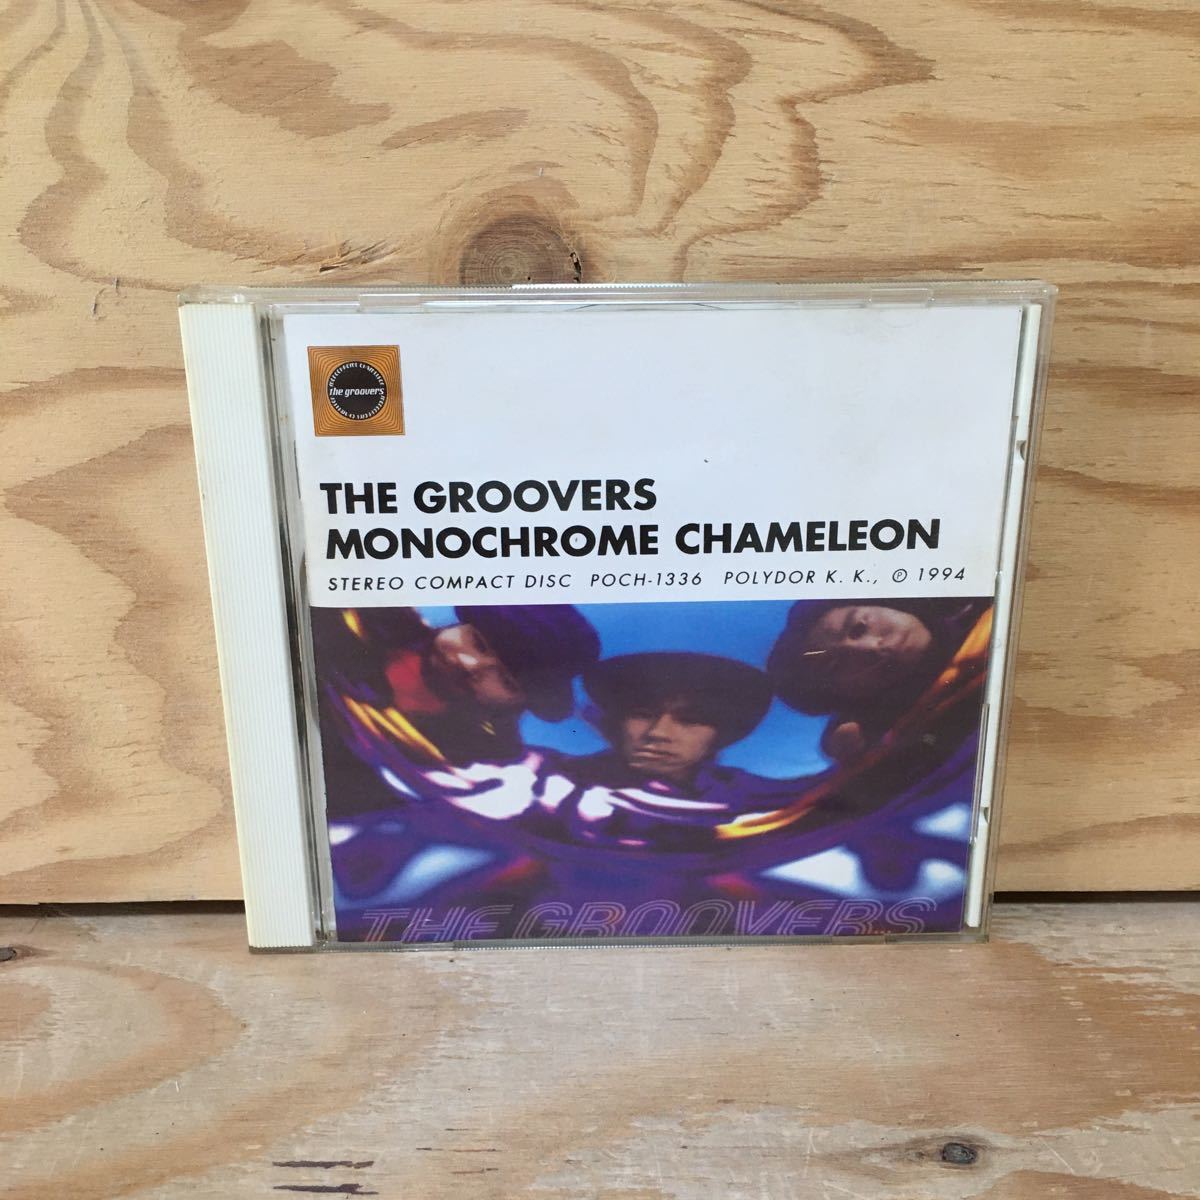 the groovers
THE GROOVERS
MONOCHROME CHAMELEON
STEREO COMPACT DISC POCH-1336 POLYDOR K. K., ℗ 1994
THE GROOVERS